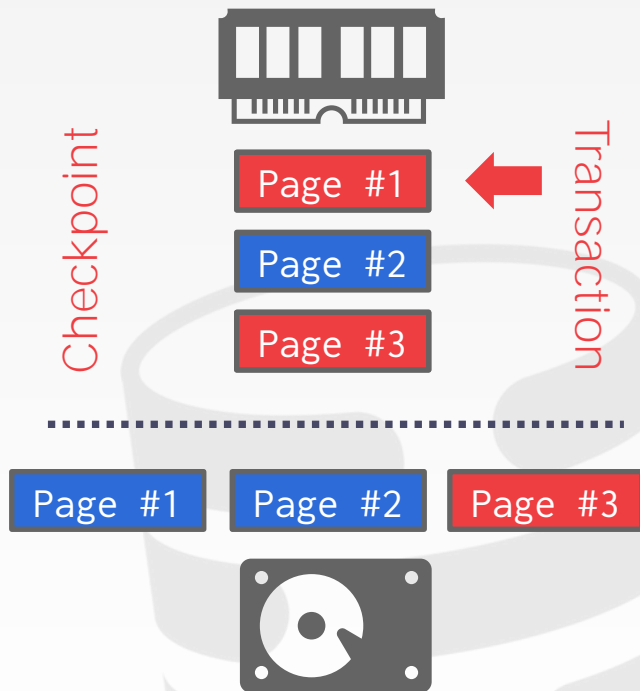 Checkpoint
Page #1
Page #2
Page #3
Transaction
Page #1
Page #2
Page #3